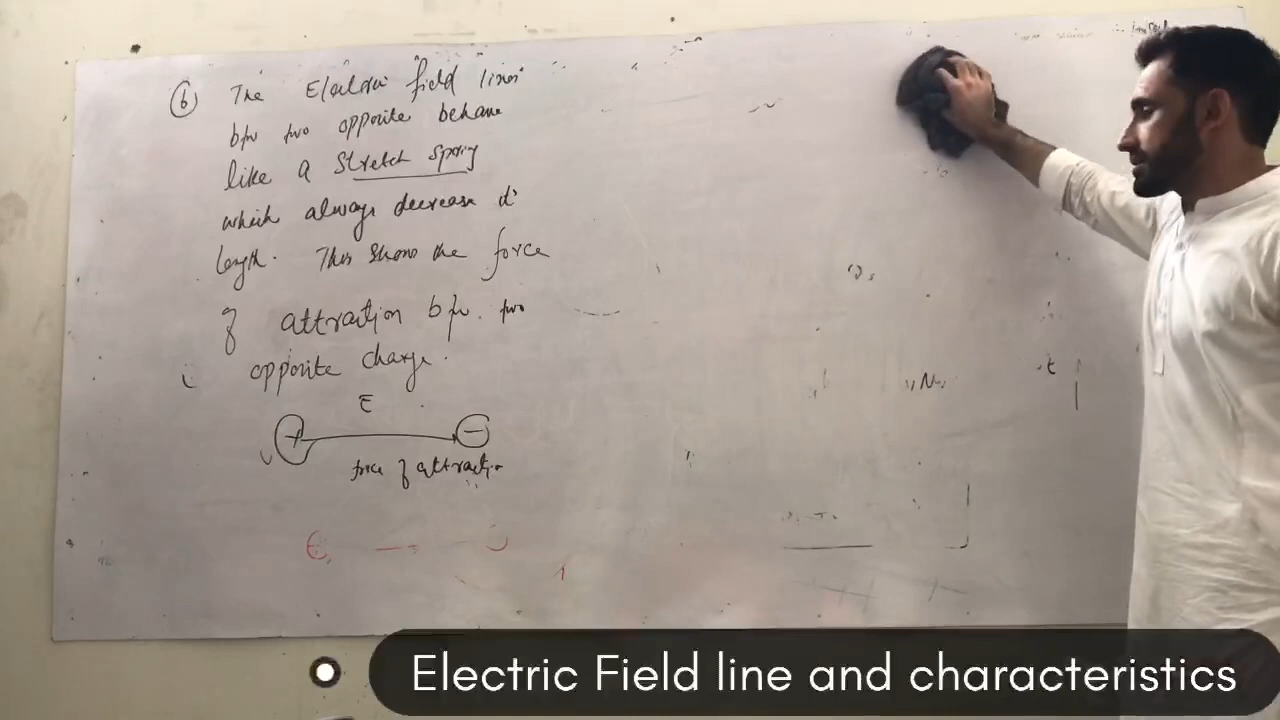 (6) The Electric field lines
b/w two opposite behave
like a stretch spring
which always decrease it
length. This shows the force
of attraction b/w two
opposite charge.
E
+ −
force of attraction
Electric Field line and characteristics